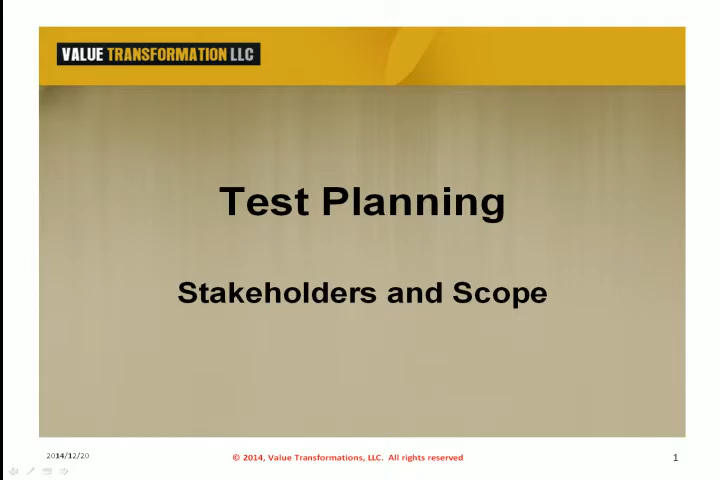 VALUE TRANSFORMATION LLC
Test Planning
Stakeholders and Scope
2014/12/20
© 2014, Value Transformations, LLC. All rights reserved
1